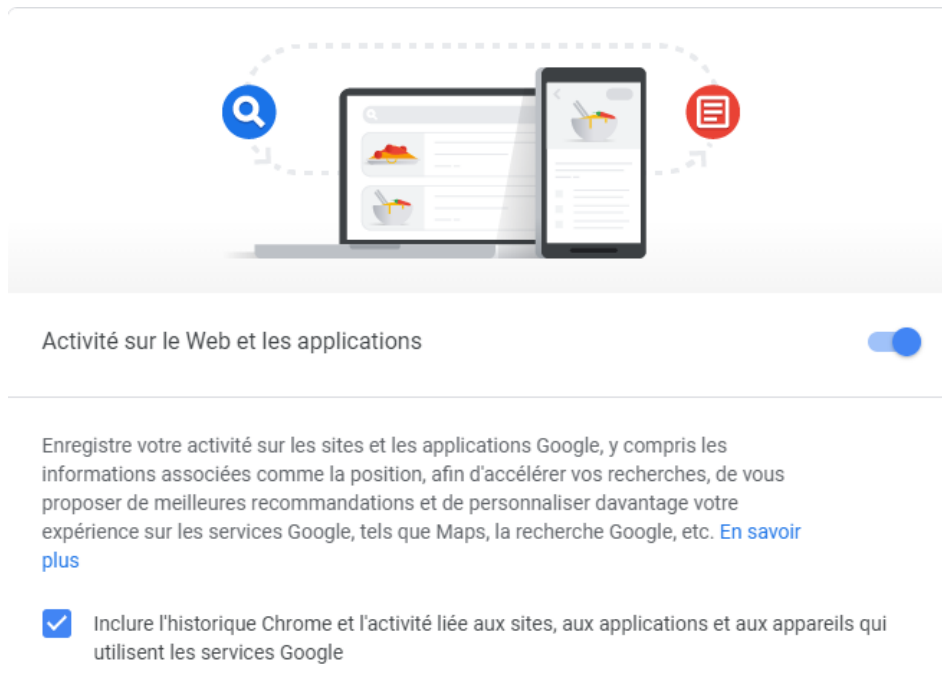 Activité sur le Web et les applications
Enregistre votre activité sur les sites et les applications Google, y compris les
informations associées comme la position, afin d'accélérer vos recherches, de vous
proposer de meilleures recommandations et de personnaliser davantage votre
expérience sur les services Google, tels que Maps, la recherche Google, etc. En savoir
plus
Inclure l'historique Chrome et l'activité liée aux sites, aux applications et aux appareils qui
utilisent les services Google